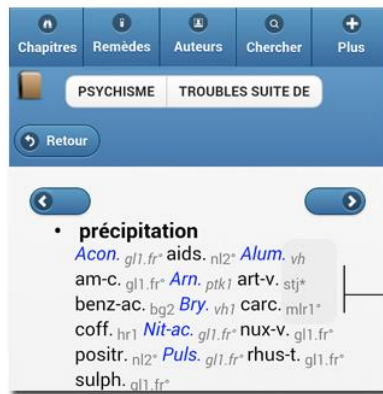 Chapitres Remèdes Auteurs Chercher Plus
PSYCHISME TROUBLES SUITE DE
Retour
• précipitation
Acon. gl1.fr° aids. nl2° Alum. vh
am-c. gl1.fr° Arn. ptk1 art-v. stj*
benz-ac. bg2 Bry. vh1 carc. mlr1°
coff. hr1 Nit-ac. gl1.fr° nux-v. gl1.fr°
positr. nl2° Puls. gl1.fr° rhus-t. gl1.fr°
sulph. gl1.fr°